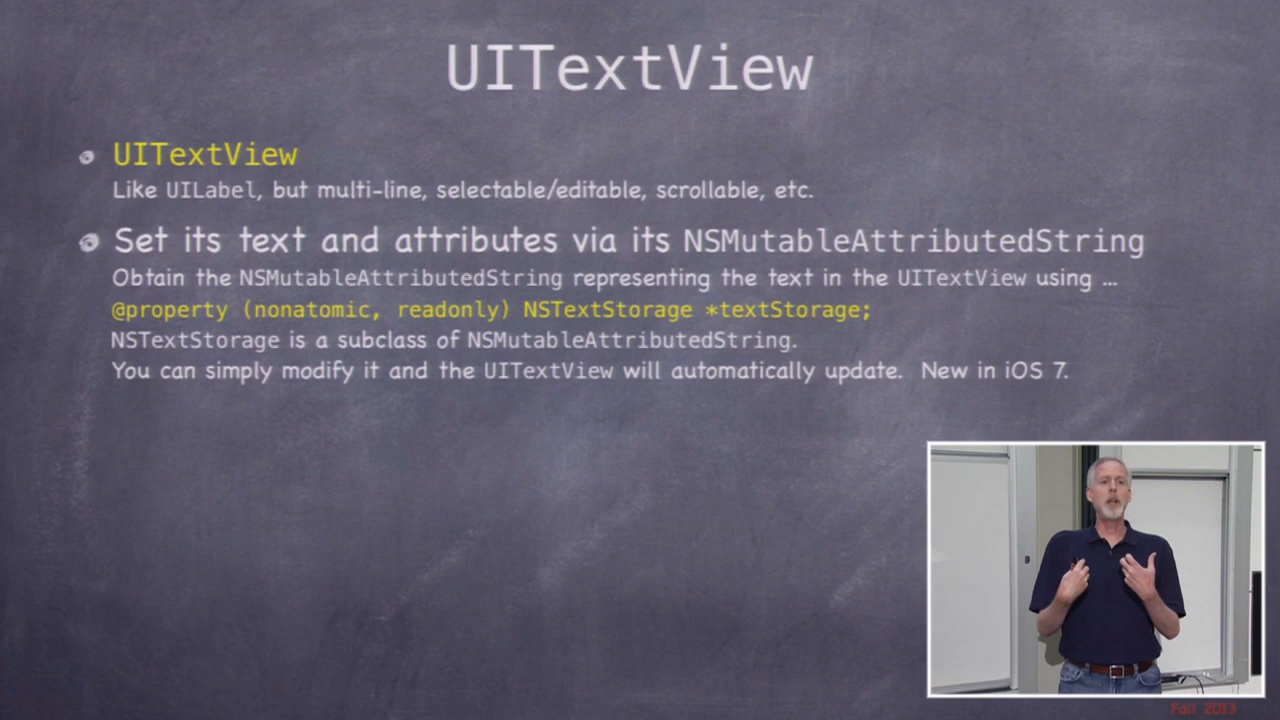 UITextView
UITextView
Like UILabel, but multi-line, selectable/editable, scrollable, etc.
Set its text and attributes via its NSMutableAttributedString
Obtain the NSMutableAttributedString representing the text in the UITextView using ...
@property (nonatomic, readonly) NSTextStorage *textStorage;
NSTextStorage is a subclass of NSMutableAttributedString.
You can simply modify it and the UITextView will automatically update. New in iOS 7.
Fall 2013